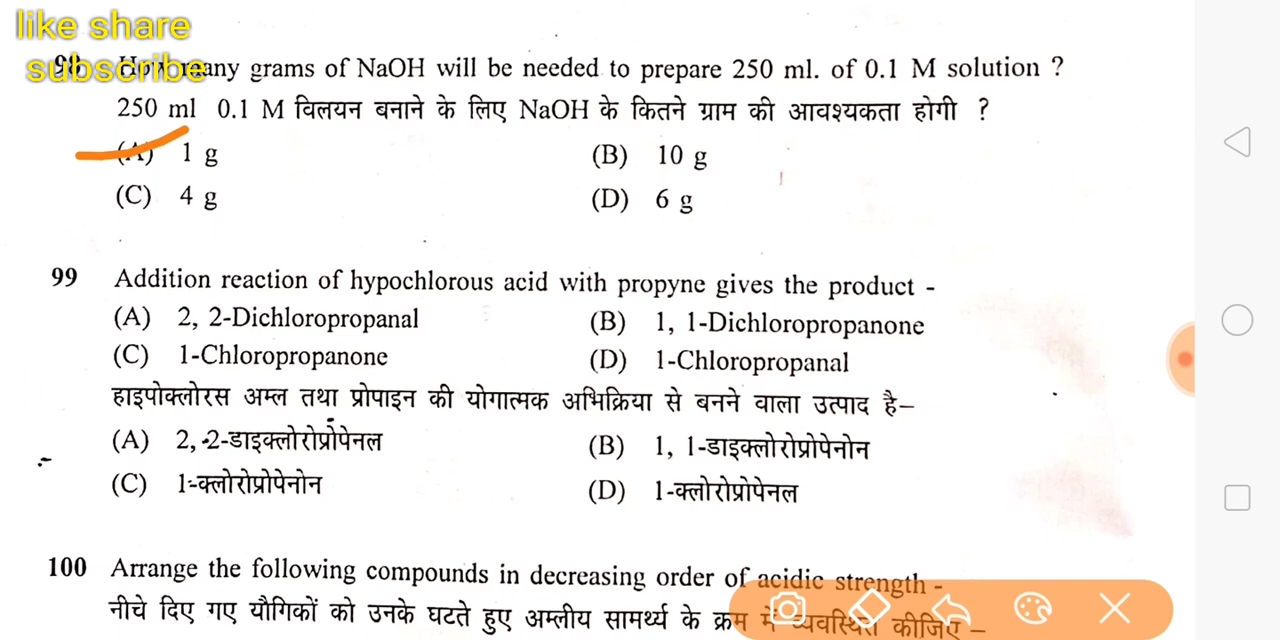 like share
subscribe
98 How many grams of NaOH will be needed to prepare 250 ml. of 0.1 M solution ?
250 ml 0.1 M विलयन बनाने के लिए NaOH के कितने ग्राम की आवश्यकता होगी ?
(A) 1 g (B) 10 g
(C) 4 g (D) 6 g
99 Addition reaction of hypochlorous acid with propyne gives the product -
(A) 2, 2-Dichloropropanal (B) 1, 1-Dichloropropanone
(C) 1-Chloropropanone (D) 1-Chloropropanal
हाइपोक्लोरस अम्ल तथा प्रोपाइन की योगात्मक अभिक्रिया से बनने वाला उत्पाद है–
(A) 2, 2-डाइक्लोरोप्रोपेनल (B) 1, 1-डाइक्लोरोप्रोपेनोन
(C) 1-क्लोरोप्रोपेनोन (D) 1-क्लोरोप्रोपेनल
100 Arrange the following compounds in decreasing order of acidic strength -
नीचे दिए गए यौगिकों को उनके घटते हुए अम्लीय सामर्थ्य के क्रम में व्यवस्थित कीजिए –